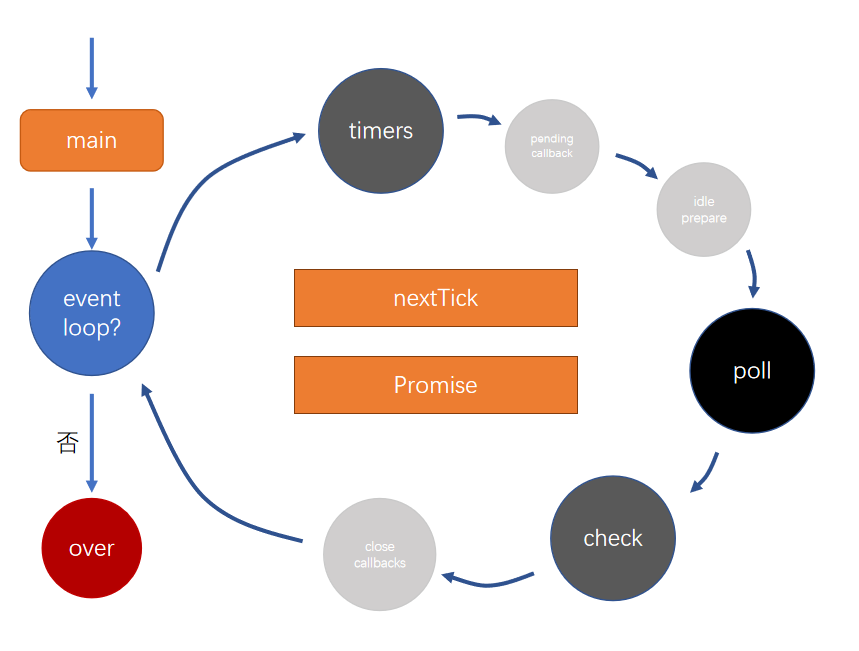 main
event
loop?
否
over
timers
pending
callback
idle
prepare
poll
check
close
callbacks
nextTick
Promise